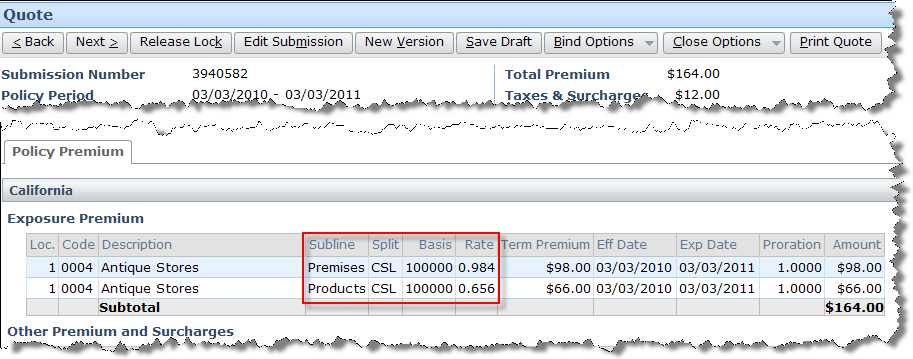 Quote
< Back Next > Release Lock Edit Submission New Version Save Draft Bind Options Close Options Print Quote
Submission Number 3940582 Total Premium $164.00
Policy Period 03/03/2010 - 03/03/2011 Taxes & Surcharges $12.00
Policy Premium
California
Exposure Premium
Loc. Code Description Subline Split Basis Rate Term Premium Eff Date Exp Date Proration Amount
1 0004 Antique Stores Premises CSL 100000 0.984 $98.00 03/03/2010 03/03/2011 1.0000 $98.00
1 0004 Antique Stores Products CSL 100000 0.656 $66.00 03/03/2010 03/03/2011 1.0000 $66.00
Subtotal $164.00
Other Premium and Surcharges